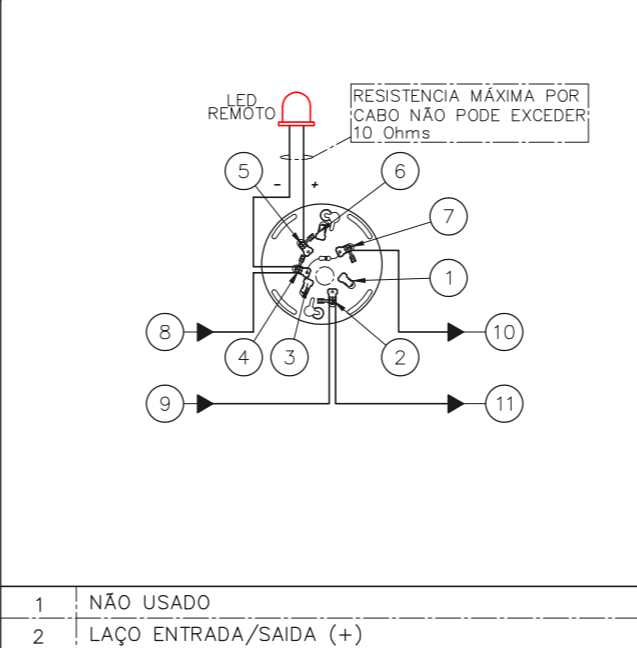 LED
REMOTO
RESISTENCIA MÁXIMA POR
CABO NÃO PODE EXCEDER
10 Ohms
5
6
- +
7
1
8
10
4
3
2
9
11
1 NÃO USADO
2 LAÇO ENTRADA/SAIDA (+)